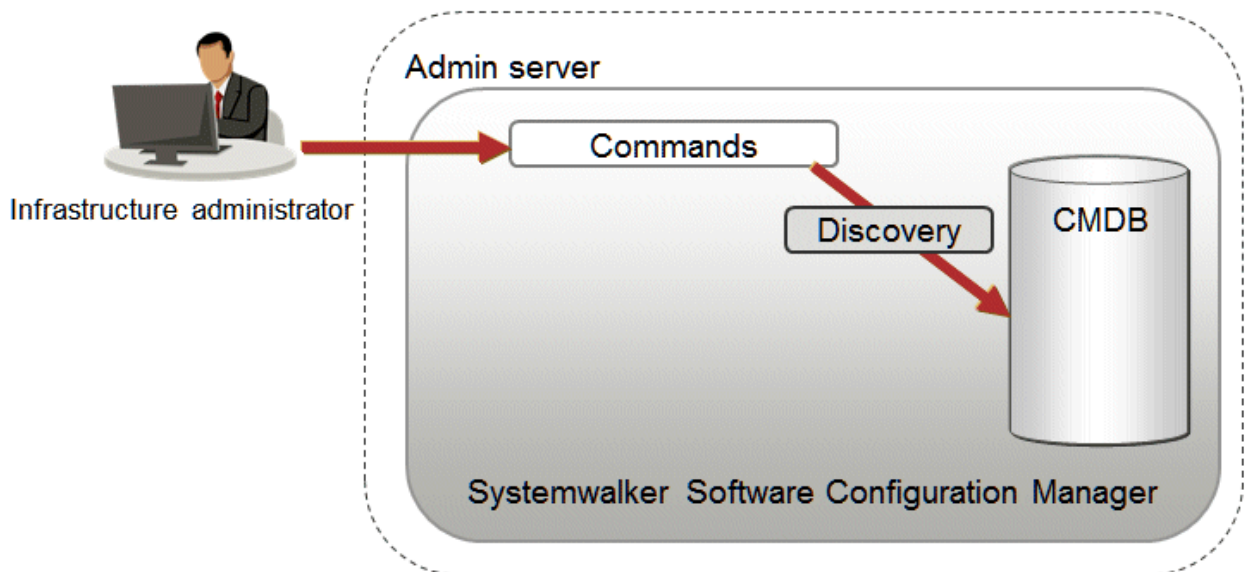 Admin server
Commands
Infrastructure administrator
Discovery
CMDB
Systemwalker Software Configuration Manager